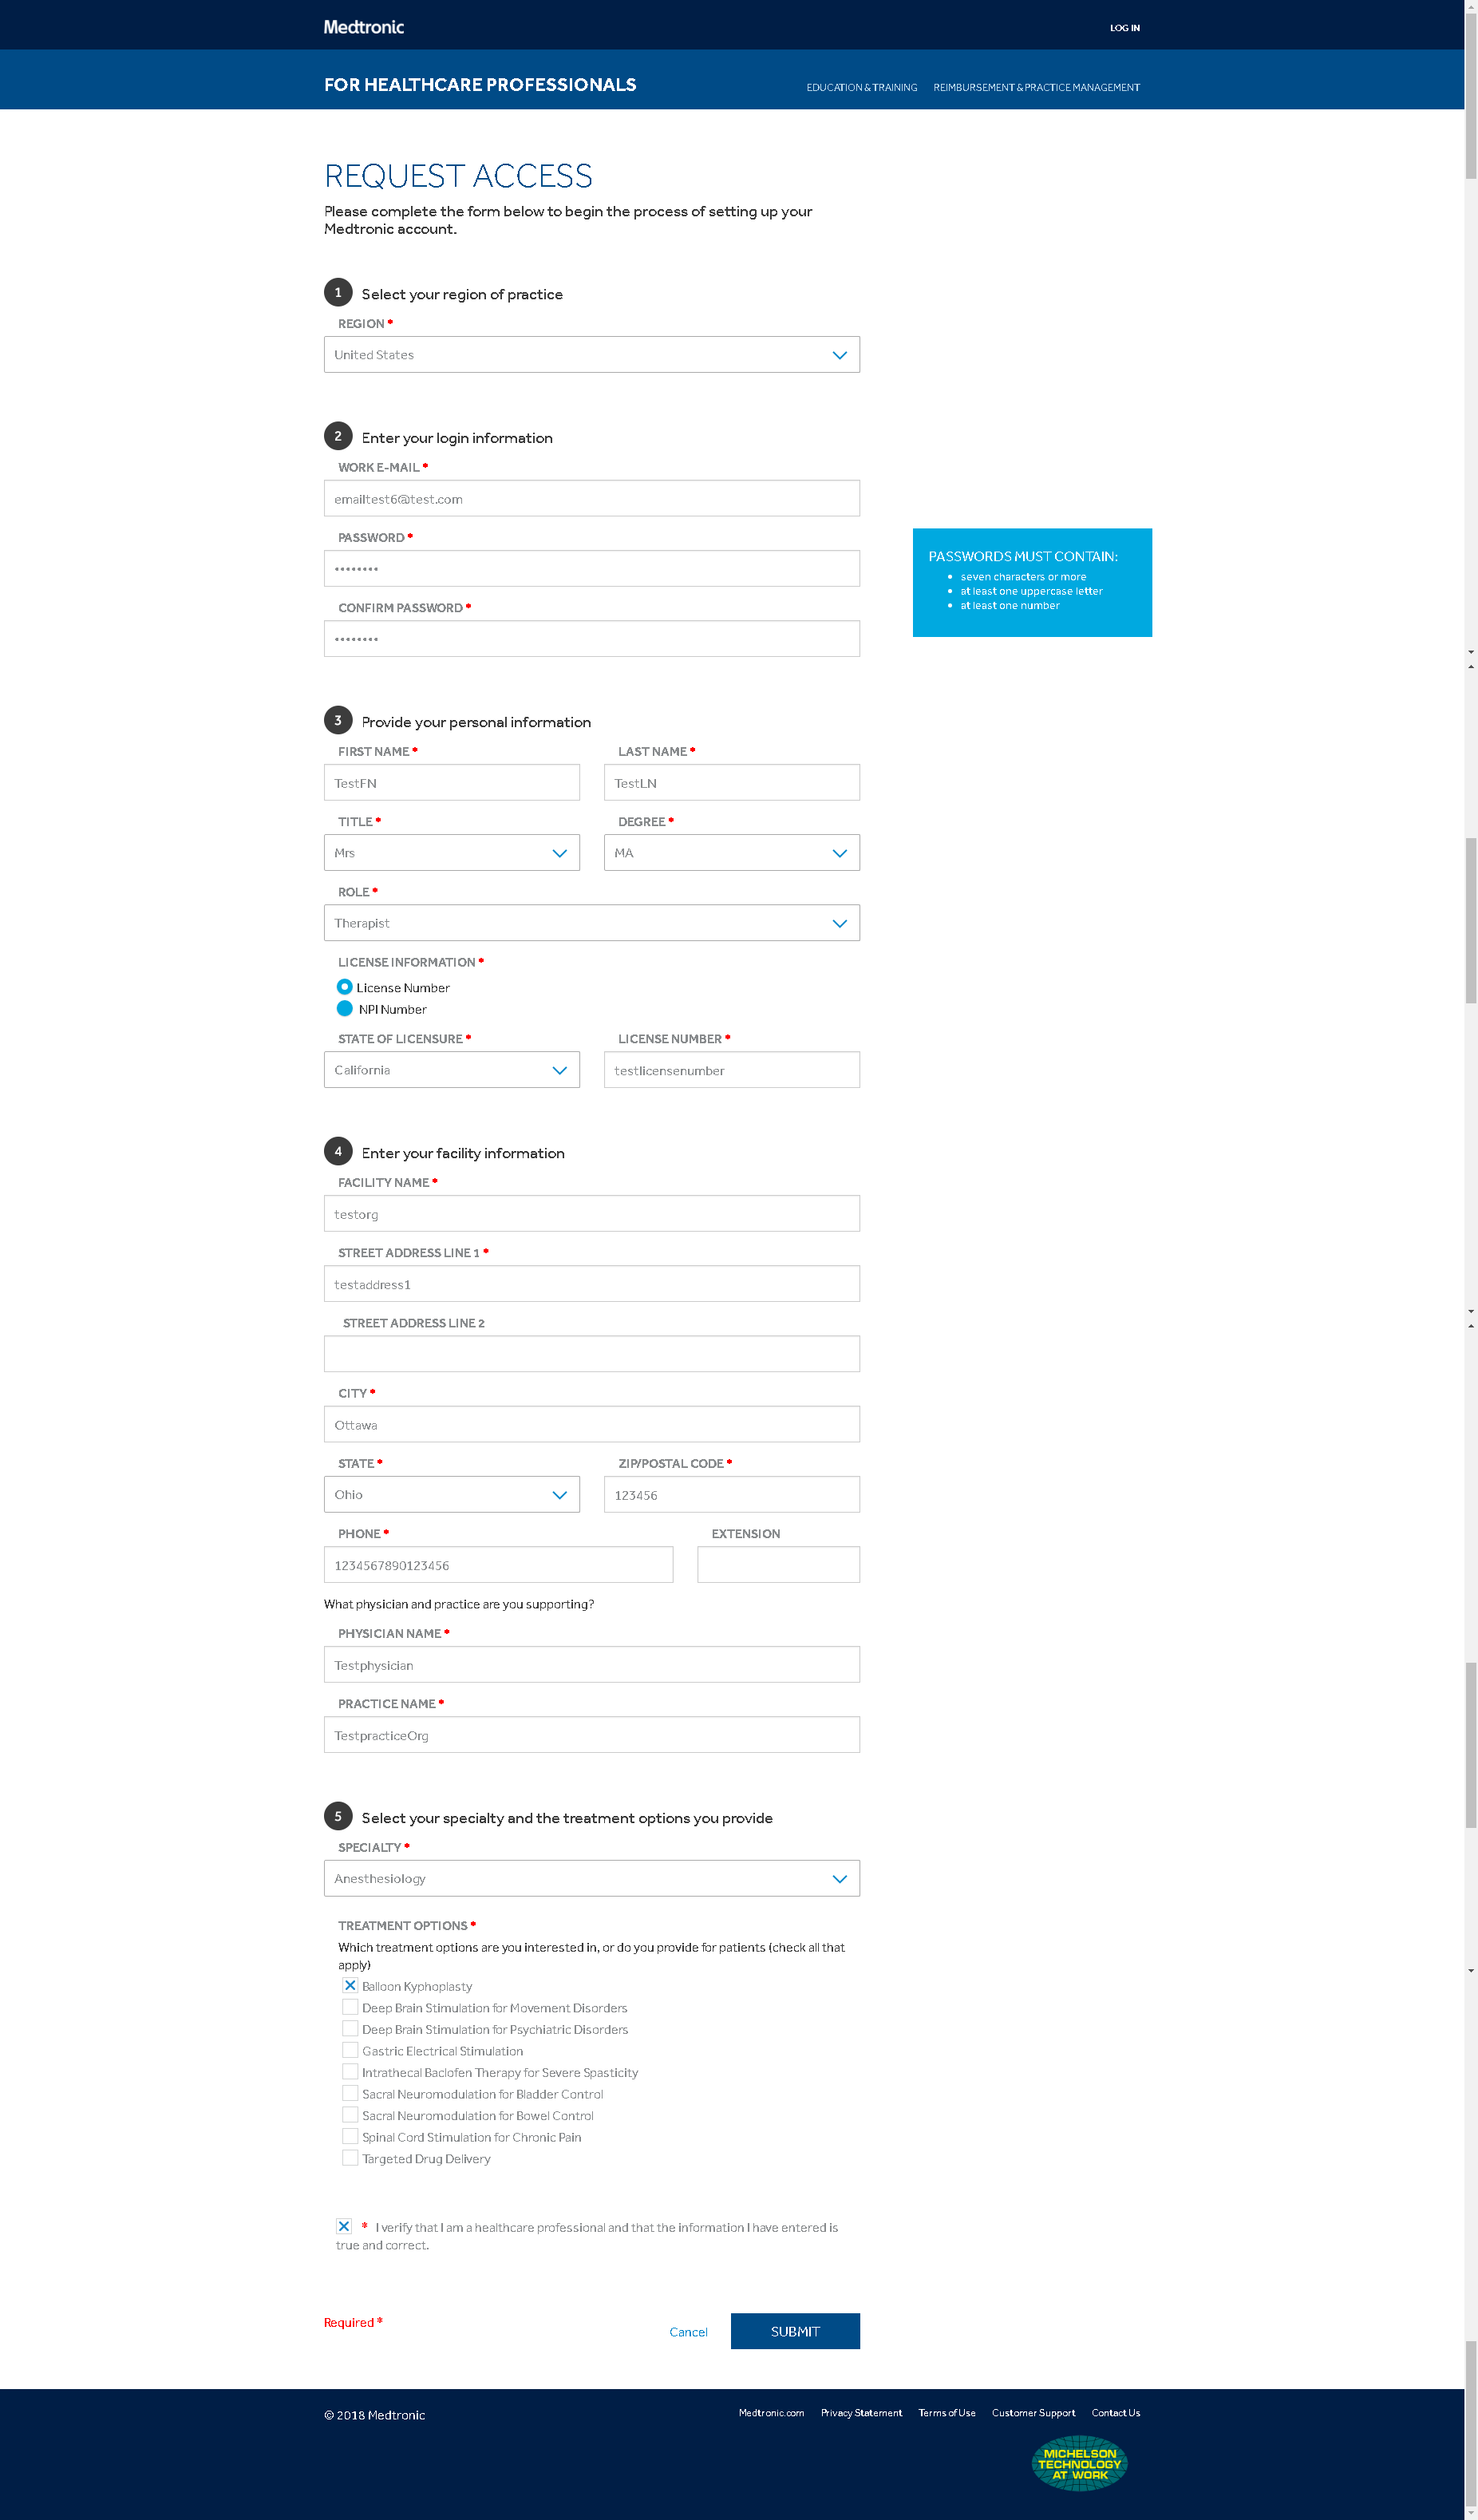 Medtronic
LOG IN
FOR HEALTHCARE PROFESSIONALS
EDUCATION & TRAINING
REIMBURSEMENT & PRACTICE MANAGEMENT
REQUEST ACCESS
Please complete the form below to begin the process of setting up your
Medtronic account.
1 Select your region of practice
REGION *
United States
2 Enter your login information
WORK E-MAIL *
emailtest6@test.com
PASSWORD *
••••••••
CONFIRM PASSWORD *
••••••••
PASSWORDS MUST CONTAIN:
• seven characters or more
• at least one uppercase letter
• at least one number
3 Provide your personal information
FIRST NAME * LAST NAME *
TestFN TestLN
TITLE * DEGREE *
Mrs MA
ROLE *
Therapist
LICENSE INFORMATION *
License Number
NPI Number
STATE OF LICENSURE * LICENSE NUMBER *
California testlicensenumber
4 Enter your facility information
FACILITY NAME *
testorg
STREET ADDRESS LINE 1 *
testaddress1
STREET ADDRESS LINE 2
CITY *
Ottawa
STATE * ZIP/POSTAL CODE *
Ohio 123456
PHONE * EXTENSION
1234567890123456
What physician and practice are you supporting?
PHYSICIAN NAME *
Testphysician
PRACTICE NAME *
TestpracticeOrg
5 Select your specialty and the treatment options you provide
SPECIALTY *
Anesthesiology
TREATMENT OPTIONS *
Which treatment options are you interested in, or do you provide for patients (check all that
apply)
Balloon Kyphoplasty
Deep Brain Stimulation for Movement Disorders
Deep Brain Stimulation for Psychiatric Disorders
Gastric Electrical Stimulation
Intrathecal Baclofen Therapy for Severe Spasticity
Sacral Neuromodulation for Bladder Control
Sacral Neuromodulation for Bowel Control
Spinal Cord Stimulation for Chronic Pain
Targeted Drug Delivery
* I verify that I am a healthcare professional and that the information I have entered is
true and correct.
Required *
Cancel
SUBMIT
© 2018 Medtronic
Medtronic.com Privacy Statement Terms of Use Customer Support Contact Us
MICHELSON
TECHNOLOGY
AT WORK